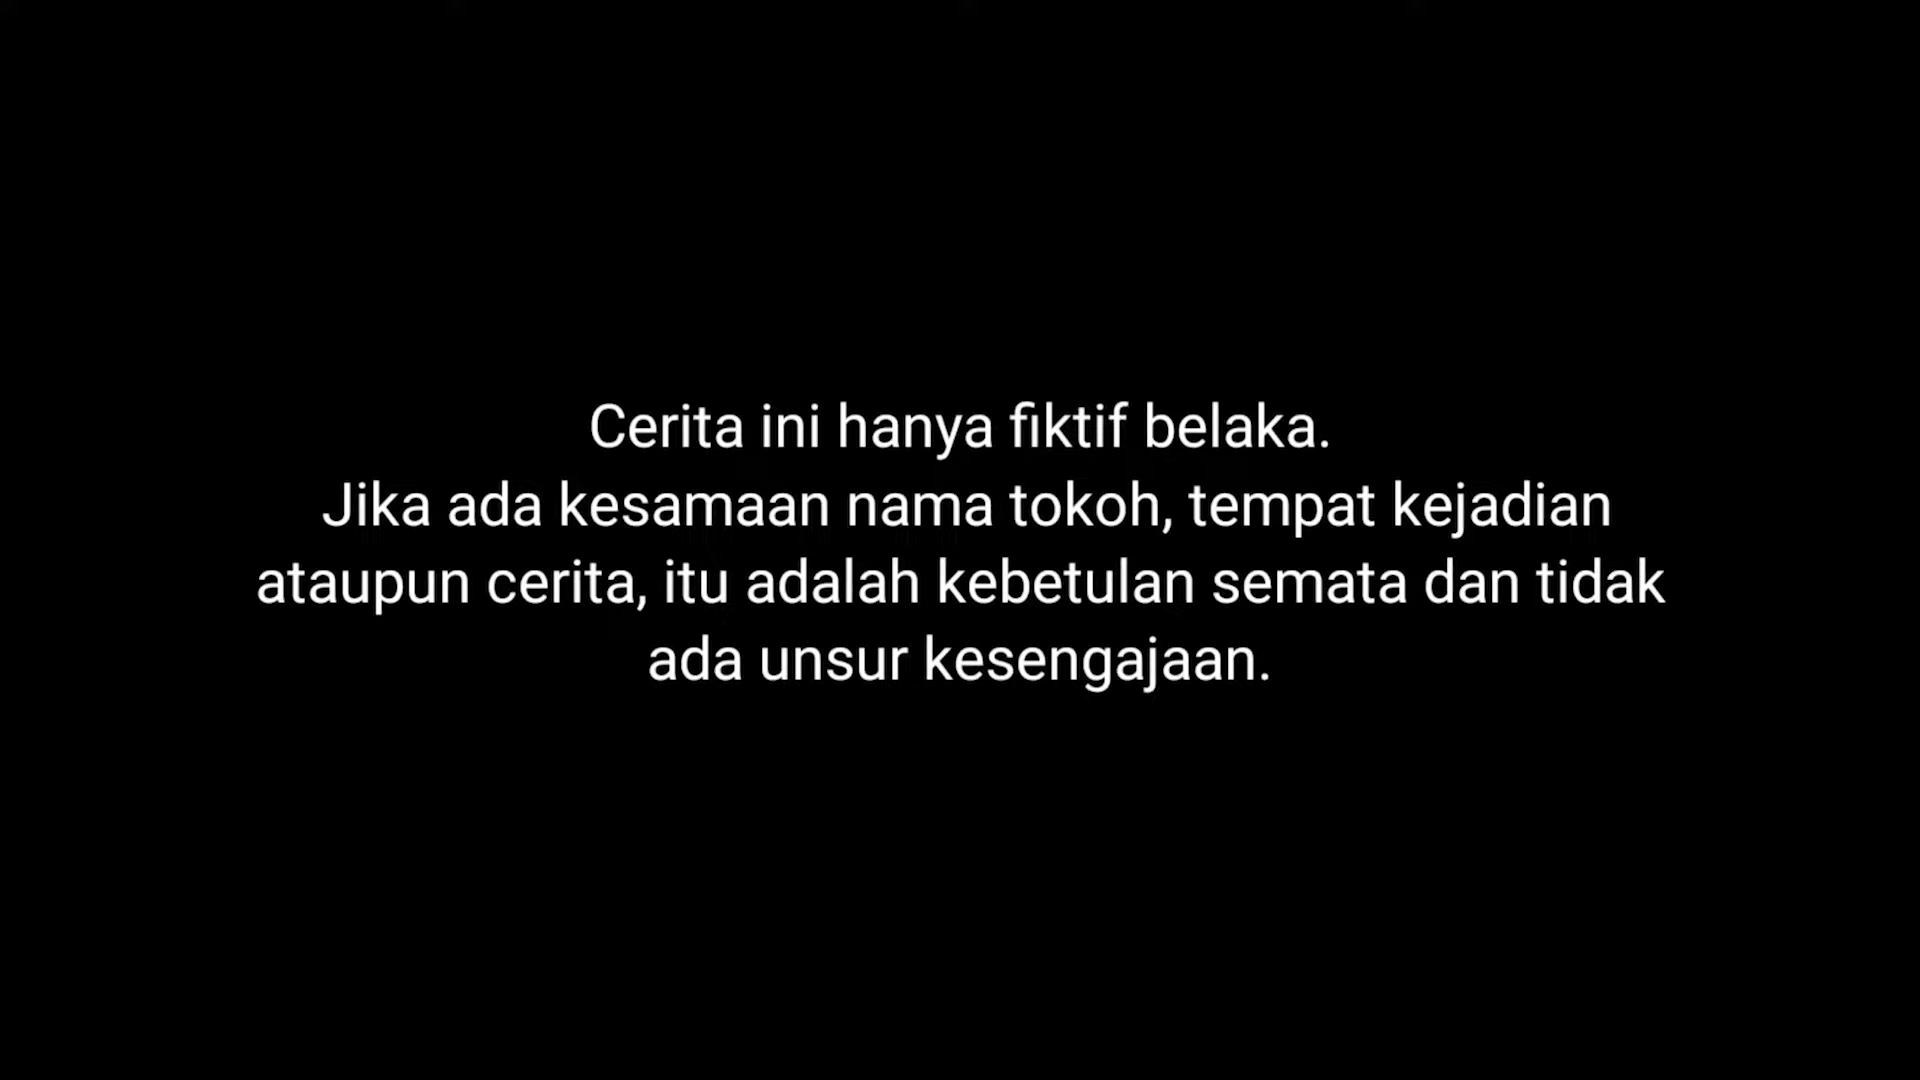 Cerita ini hanya fiktif belaka.
Jika ada kesamaan nama tokoh, tempat kejadian
ataupun cerita, itu adalah kebetulan semata dan tidak
ada unsur kesengajaan.